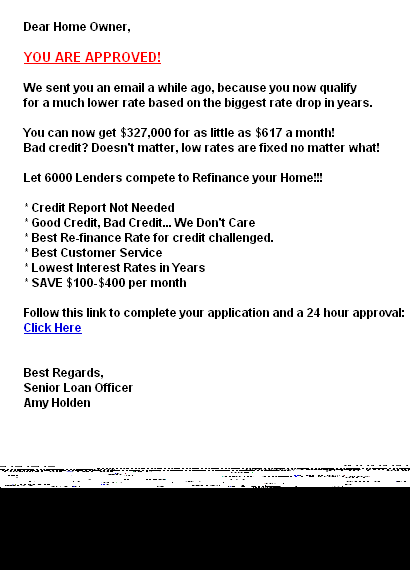 Dear Home Owner,
YOU ARE APPROVED!
We sent you an email a while ago, because you now qualify
for a much lower rate based on the biggest rate drop in years.
You can now get $327,000 for as little as $617 a month!
Bad credit? Doesn't matter, low rates are fixed no matter what!
Let 6000 Lenders compete to Refinance your Home!!!
* Credit Report Not Needed
* Good Credit, Bad Credit... We Don't Care
* Best Re-finance Rate for credit challenged.
* Best Customer Service
* Lowest Interest Rates in Years
* SAVE $100-$400 per month
Follow this link to complete your application and a 24 hour approval:
Click Here
Best Regards,
Senior Loan Officer
Amy Holden